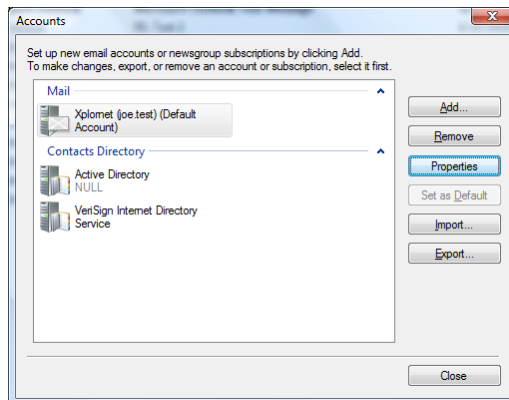 Accounts
Set up new email accounts or newsgroup subscriptions by clicking Add.
To make changes, export, or remove an account or subscription, select it first.
Mail
Xplornet (joe.test) (Default
Account)
Contacts Directory
Active Directory
NULL
VeriSign Internet Directory
Service
Add...
Remove
Properties
Set as Default
Import...
Export...
Close